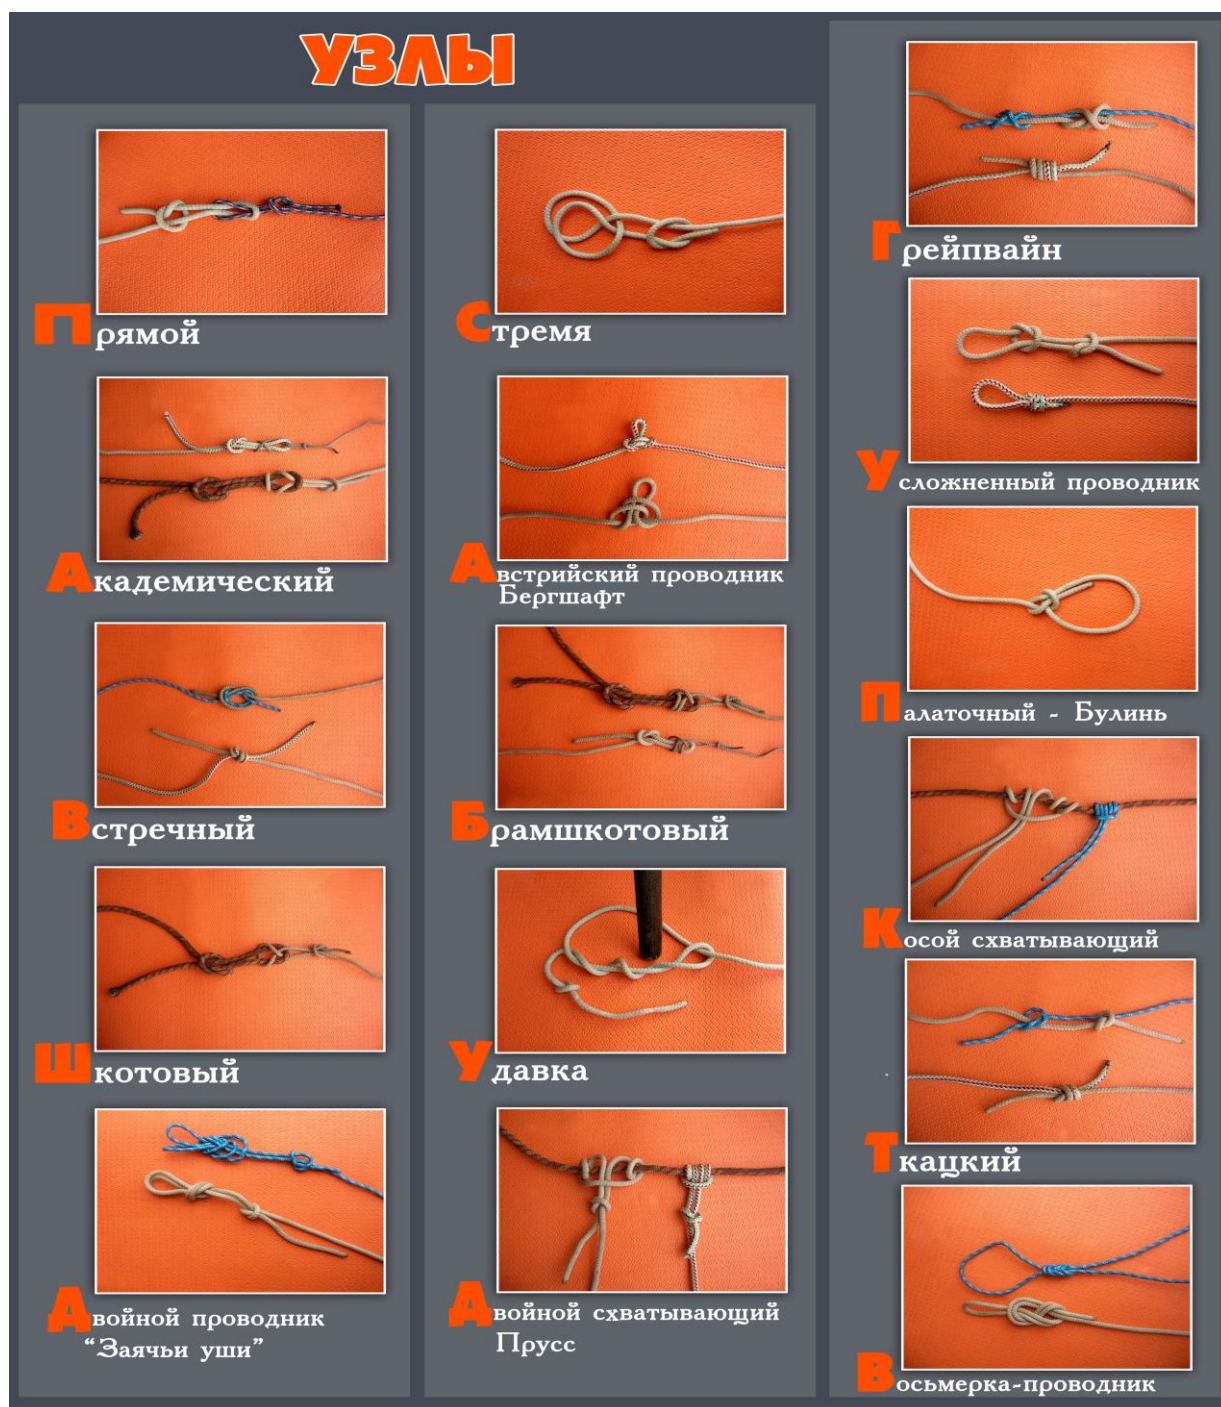 УЗЛЫ
Прямой
Академический
Встречный
Шкотовый
Двойной проводник
“Заячьи уши”
Стремя
Австрийский проводник
Бергшафт
Брамшкотовый
Удавка
Двойной схватывающий
Прусс
Грейпвайн
Усложненный проводник
Палаточный - Булинь
Косой схватывающий
Ткацкий
Восьмерка-проводник